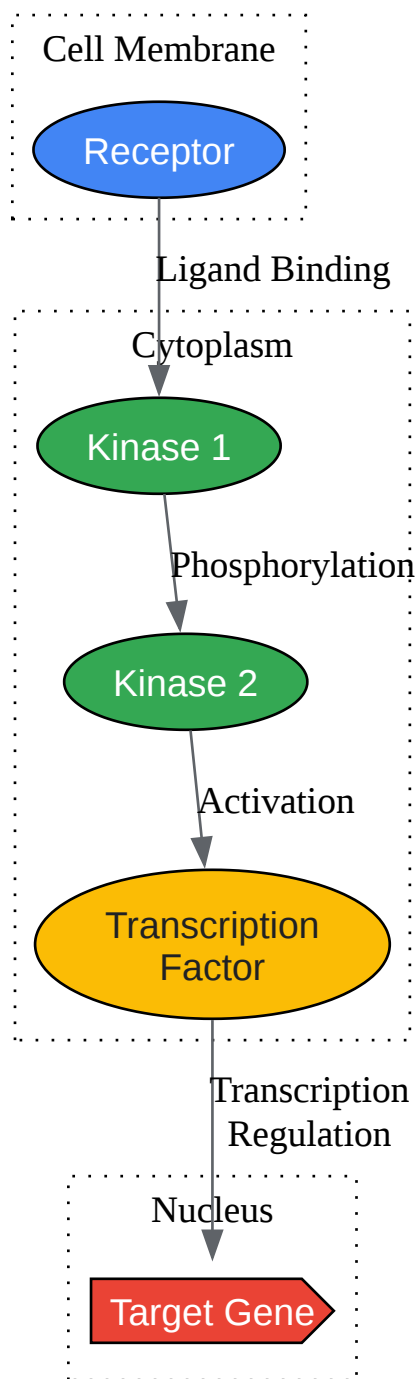 Cell Membrane
Receptor
Ligand Binding
Cytoplasm
Kinase 1
Phosphorylation
Kinase 2
Activation
Transcription
Factor
Transcription
Regulation
Nucleus
Target Gene